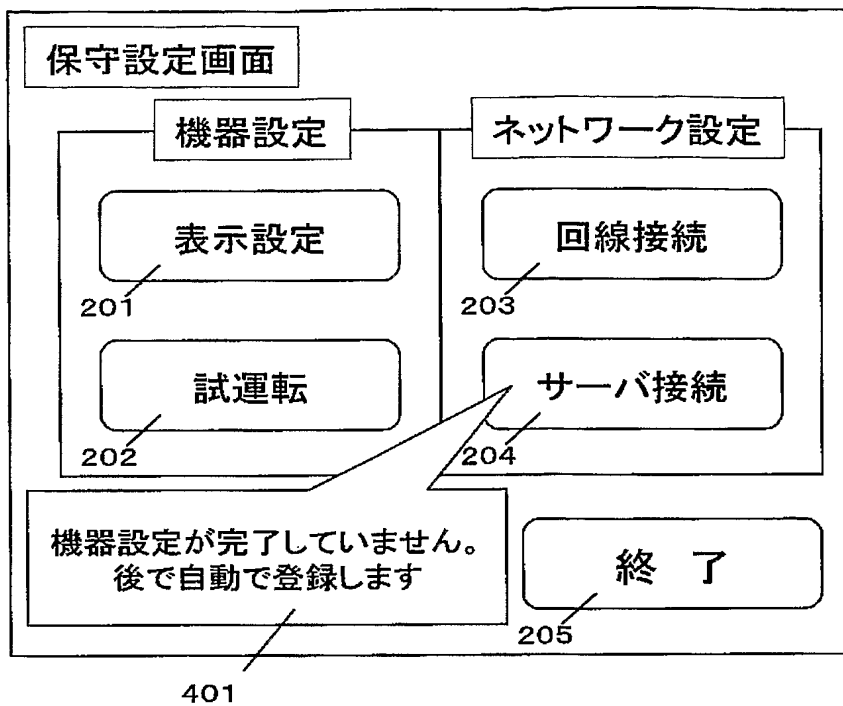 保守設定画面
機器設定
ネットワーク設定
表示設定
回線接続
201
203
試運転
サーバ接続
202
204
機器設定が完了していません。
後で自動で登録します
終 了
205
401